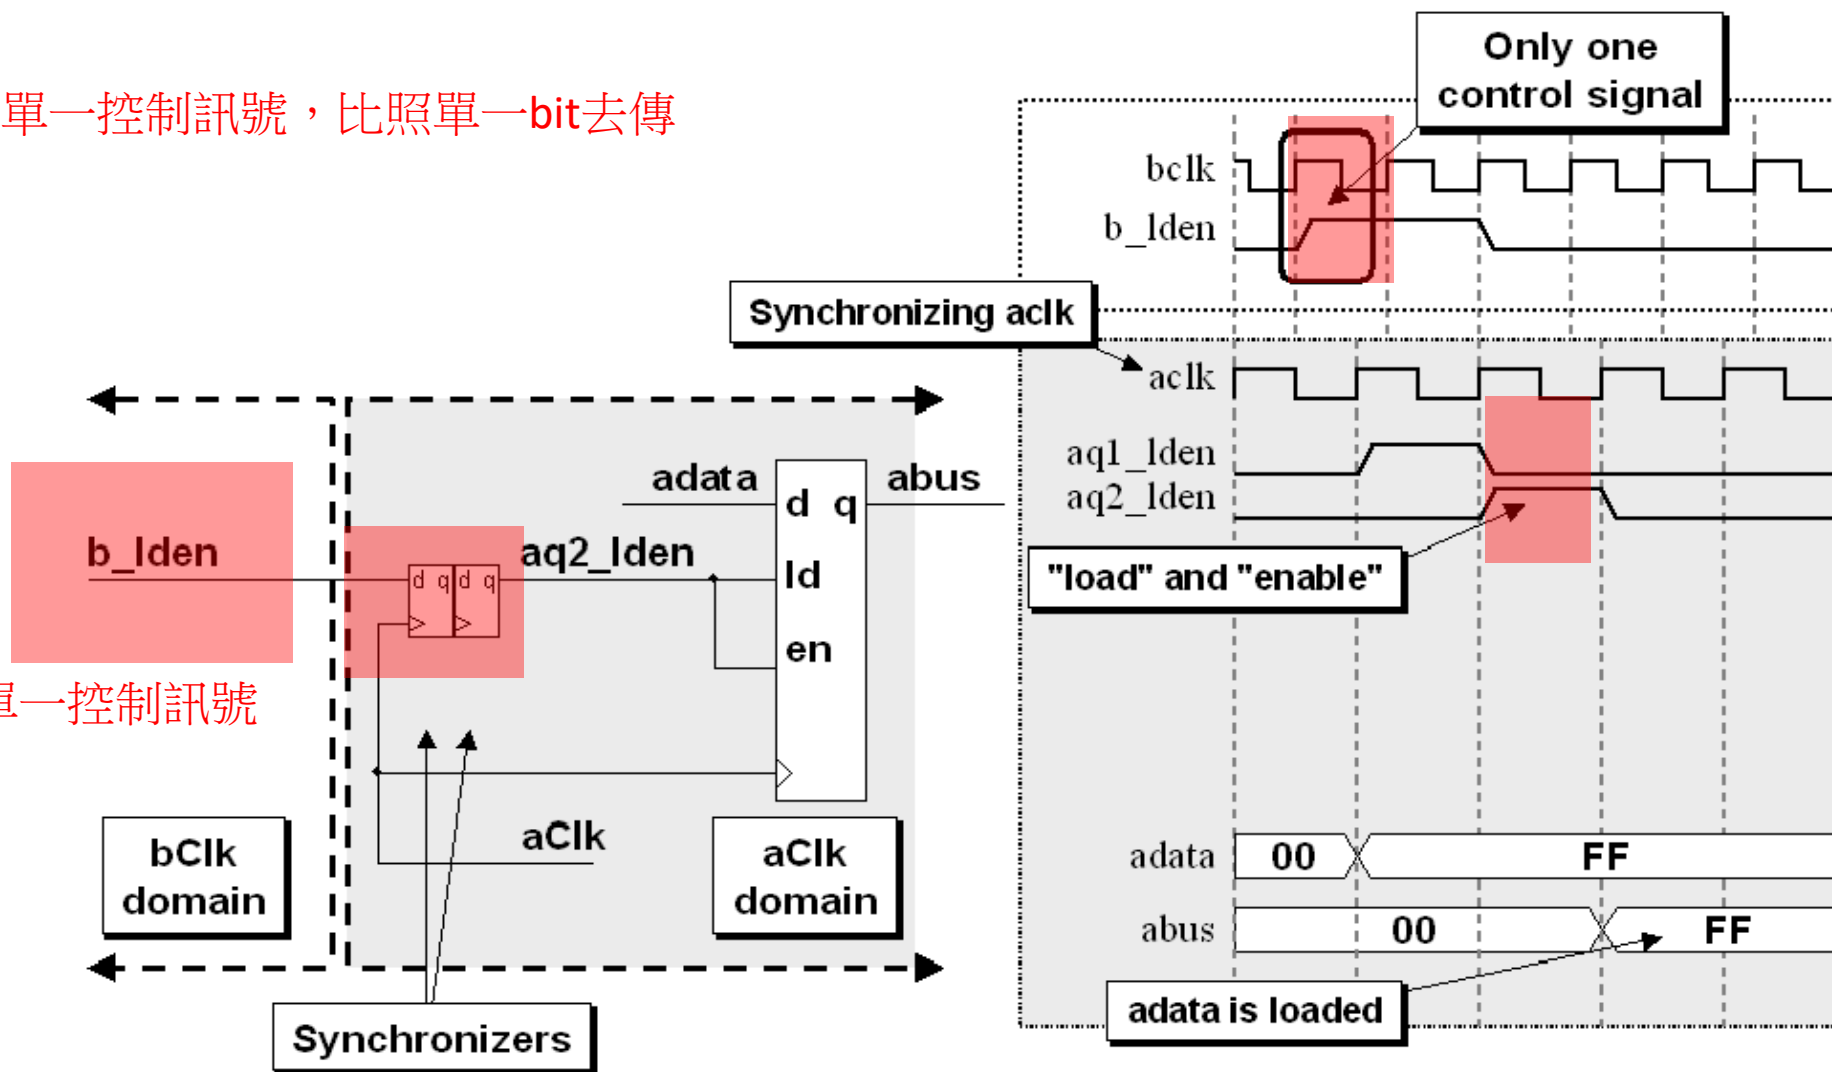 單一控制訊號，比照單一bit去傳
Only one
control signal
bclk
b_lden
Synchronizing aclk
aclk
aq1_lden
aq2_lden
"load" and "enable"
adata
abus
d q
b_lden
d q d q
aq2_lden
ld
en
單一控制訊號
aClk
bClk
domain
aClk
domain
Synchronizers
adata
00
FF
abus
00
FF
adata is loaded